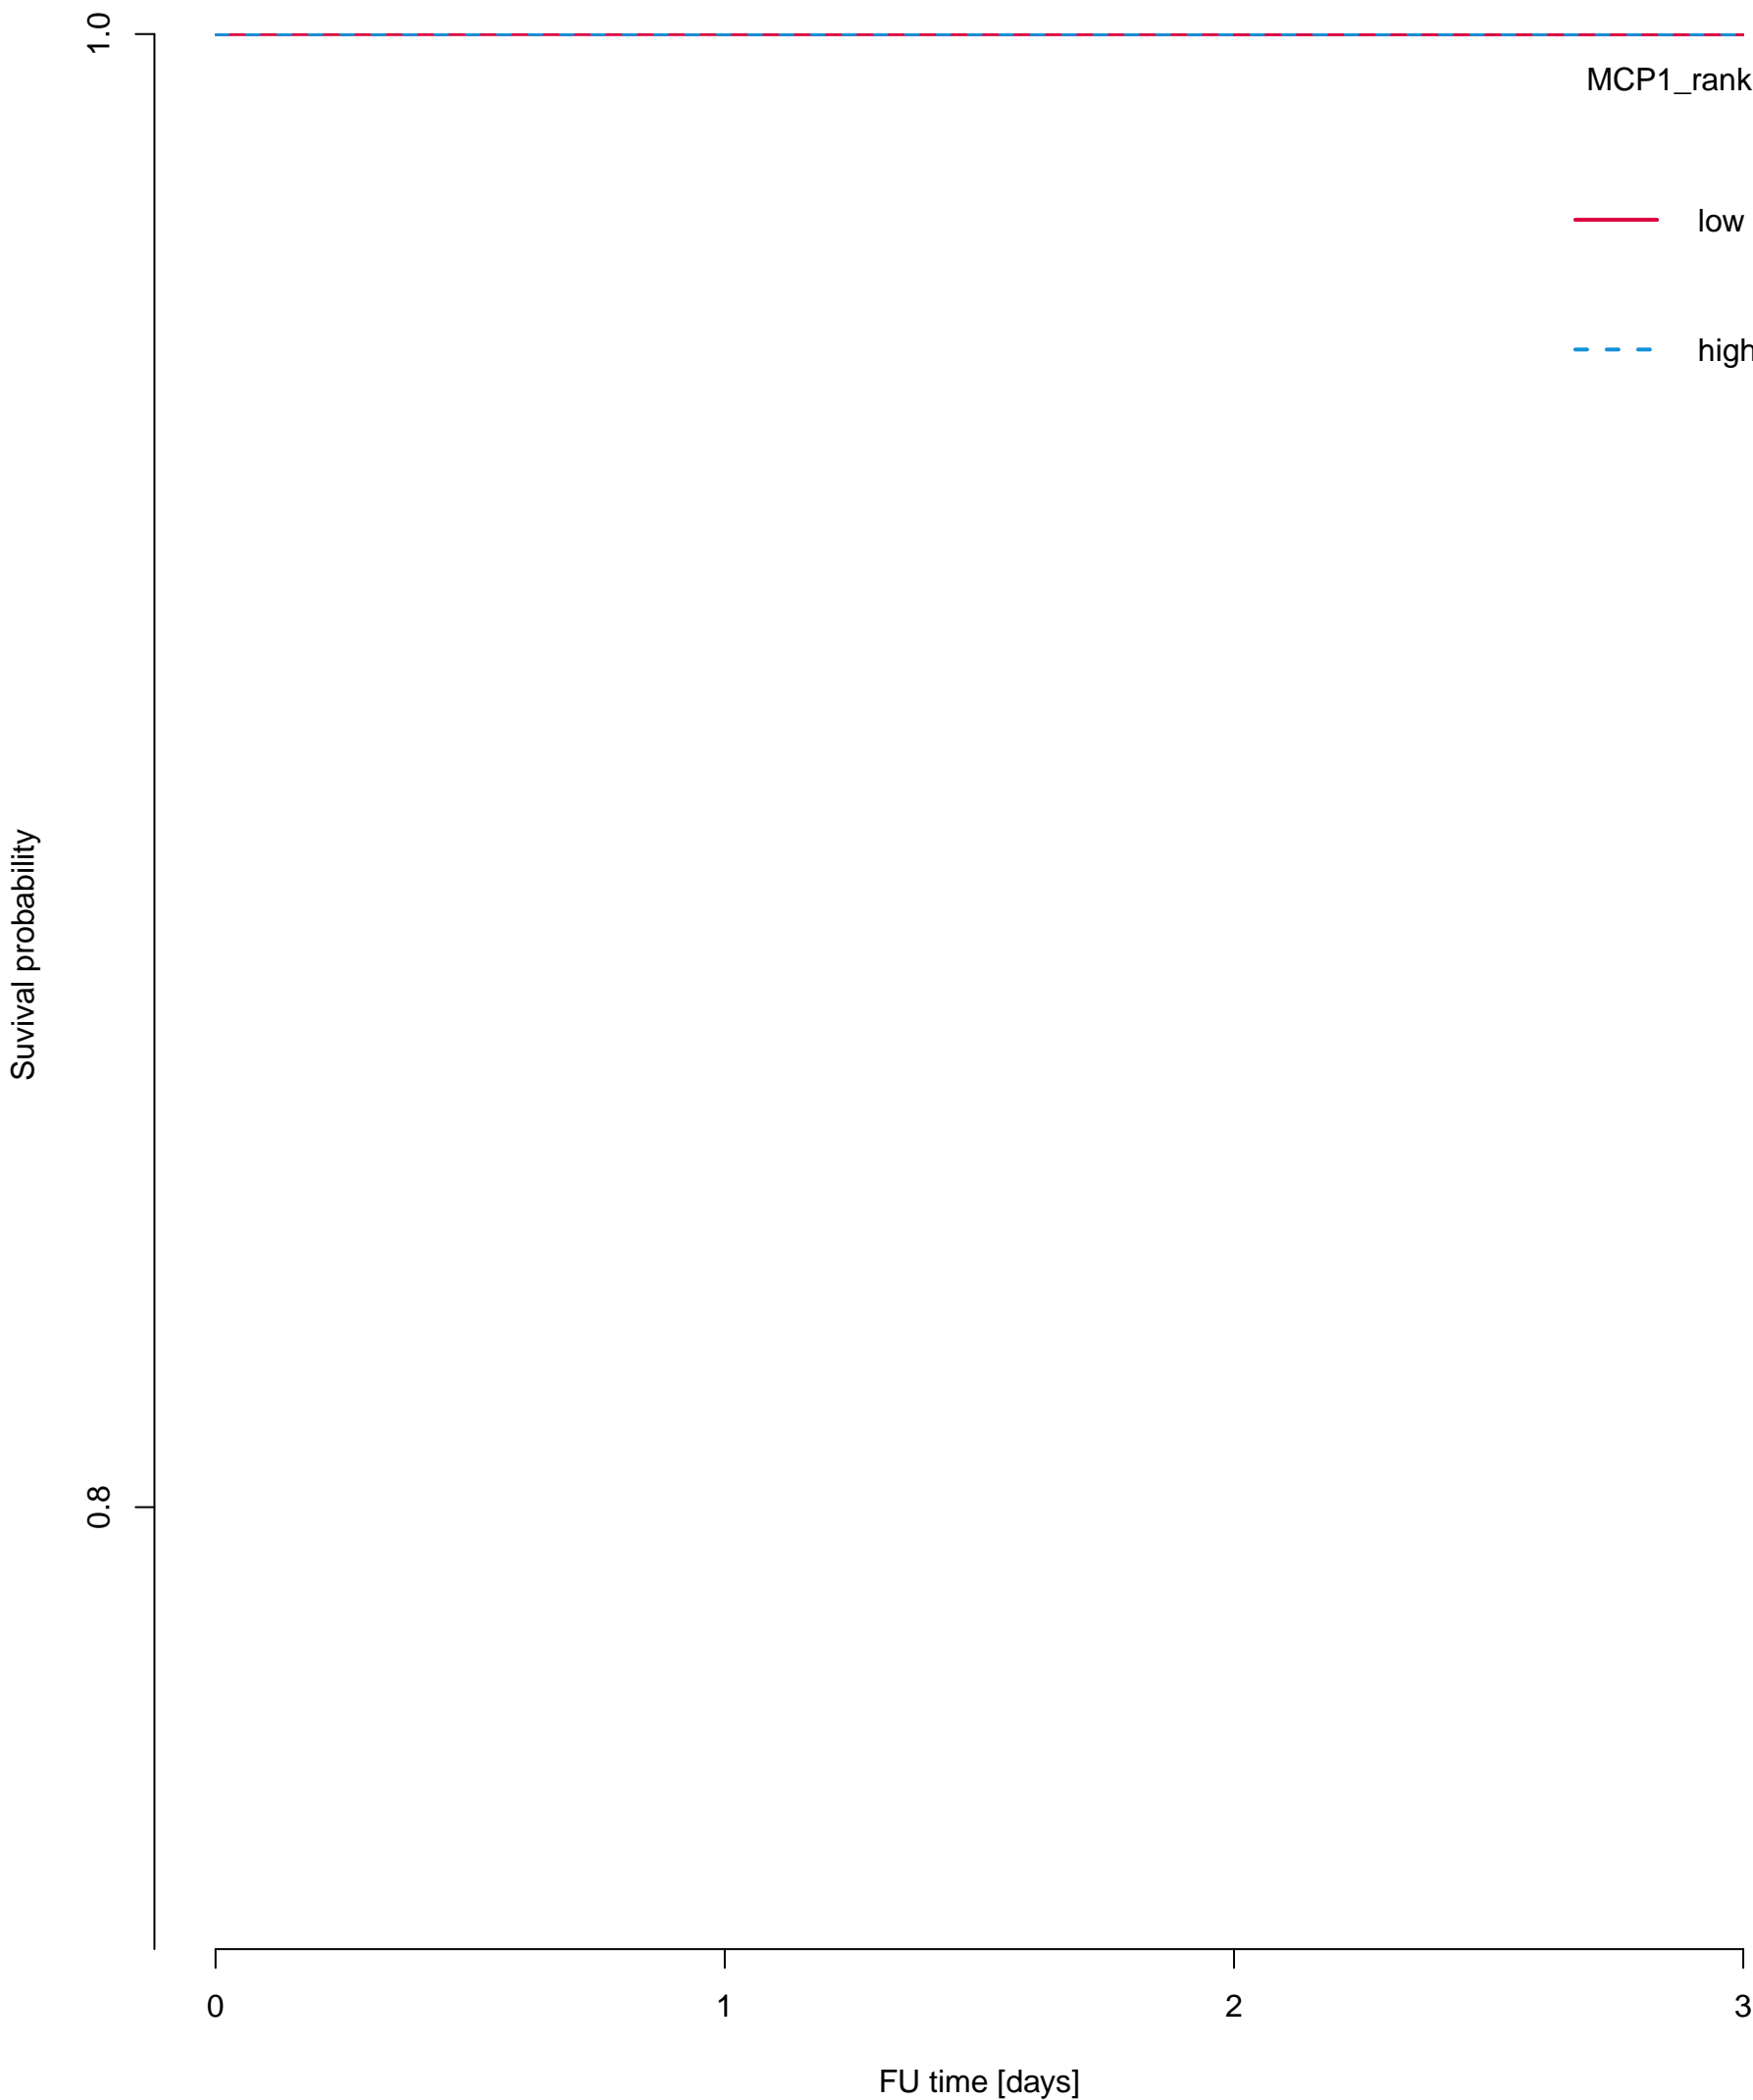 1.0
MCP1_rank
low
high
Suvival probability
0.8
0
1
2
3
FU time [days]